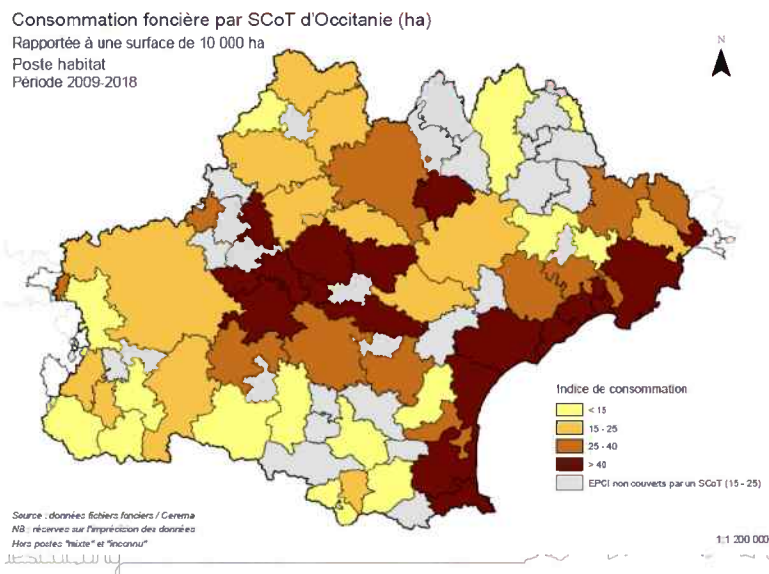 Consommation foncière par SCoT d'Occitanie (ha)
Rapportée à une surface de 10 000 ha
Poste habitat
Période 2009-2018
N
Indice de consommation
< 15
15 - 25
25 - 40
> 40
EPCI non couverts par un SCoT (15 - 25)
Source : données fichiers fonciers / Cerema
NB : réserves sur l'imprécision des données
Hors postes "mixte" et "inconnu"
1:1 200 000